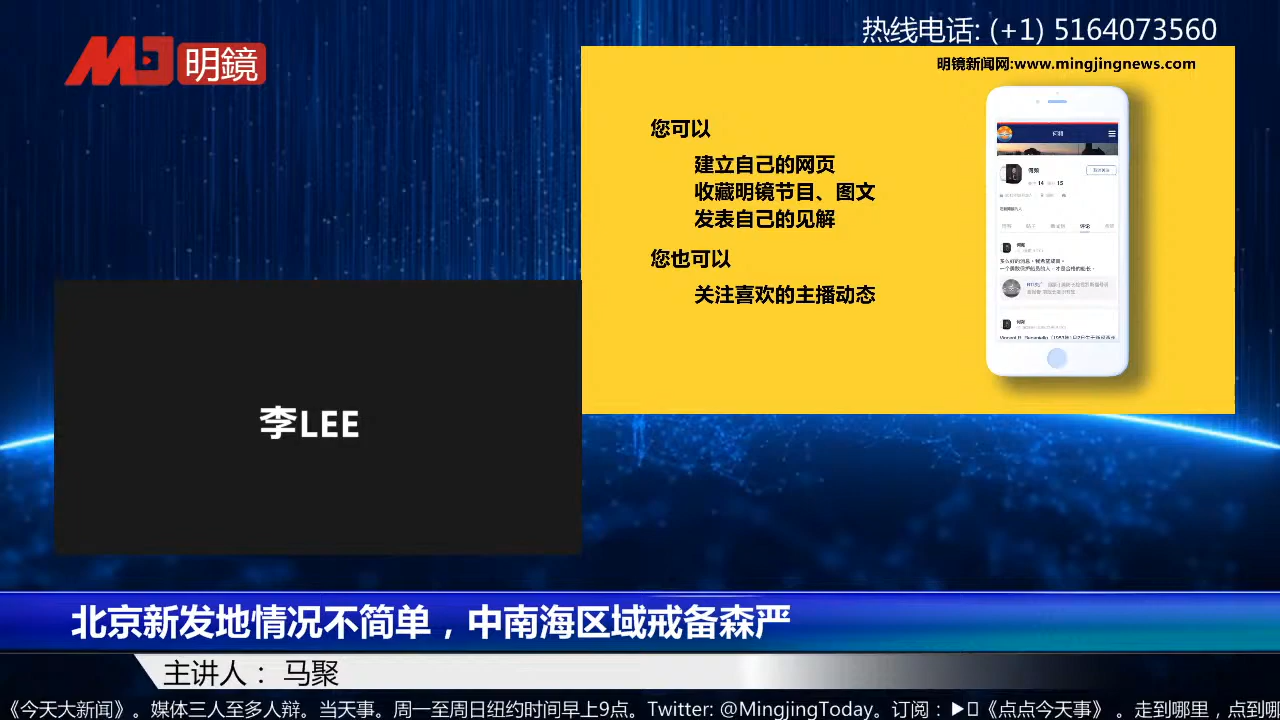 热线电话: (+1) 5164073560
明鏡
明镜新闻网:www.mingjingnews.com
您可以
建立自己的网页
收藏明镜节目、图文
发表自己的见解
您也可以
关注喜欢的主播动态
李LEE
北京新发地情况不简单，中南海区域戒备森严
主讲人： 马聚
《今天大新闻》。媒体三人至多人辩。当天事。周一至周日纽约时间早上9点。Twitter: @MingjingToday。订阅：▶《点点今天事》 。走到哪里，点到哪